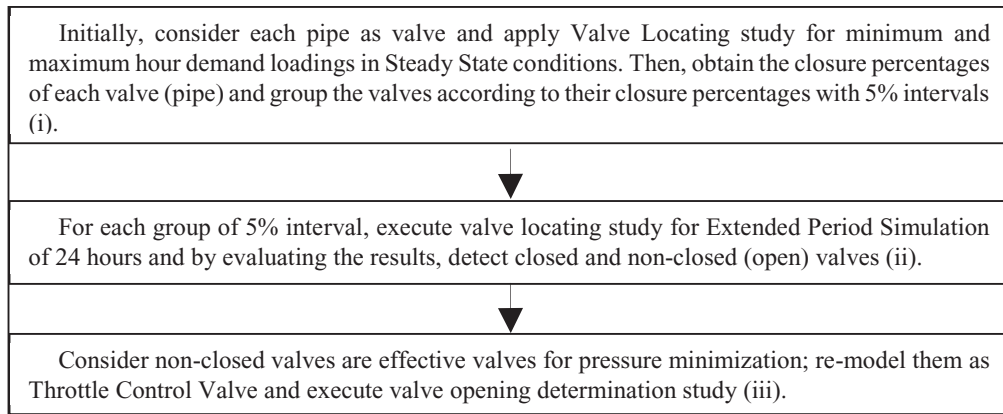 Initially, consider each pipe as valve and apply Valve Locating study for minimum and
maximum hour demand loadings in Steady State conditions. Then, obtain the closure percentages
of each valve (pipe) and group the valves according to their closure percentages with 5% intervals
(i).
For each group of 5% interval, execute valve locating study for Extended Period Simulation
of 24 hours and by evaluating the results, detect closed and non-closed (open) valves (ii).
Consider non-closed valves are effective valves for pressure minimization; re-model them as
Throttle Control Valve and execute valve opening determination study (iii).